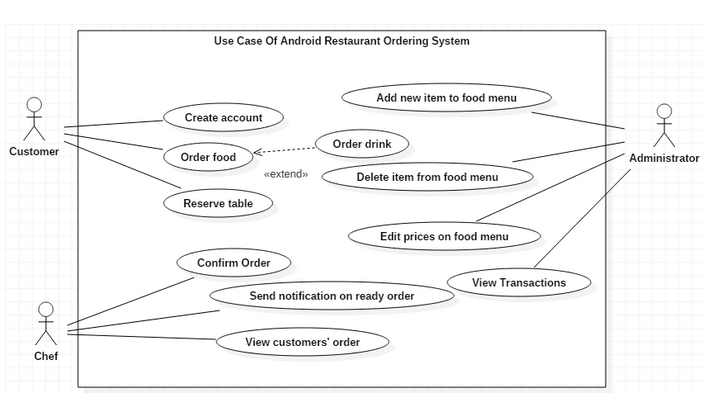 Use Case Of Android Restaurant Ordering System
Add new item to food menu
Create account
Customer
Order food
Order drink
Administrator
«extend»
Delete item from food menu
Reserve table
Edit prices on food menu
Confirm Order
View Transactions
Send notification on ready order
View customers' order
Chef